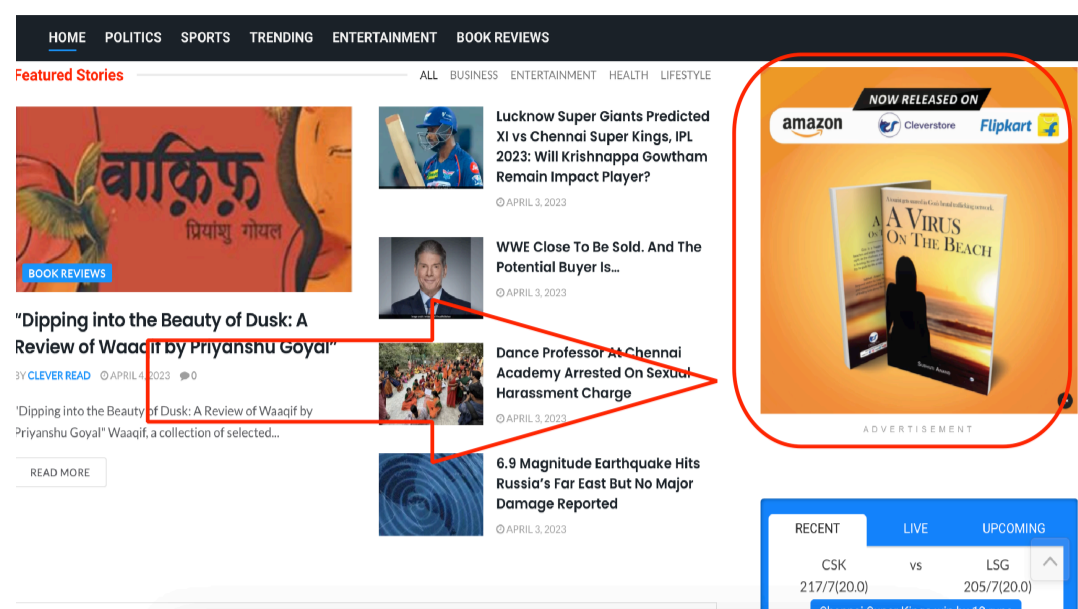 HOME POLITICS SPORTS TRENDING ENTERTAINMENT BOOK REVIEWS
Featured Stories
ALL BUSINESS ENTERTAINMENT HEALTH LIFESTYLE
वाक़िफ़
प्रियांशु गोयल
BOOK REVIEWS
“Dipping into the Beauty of Dusk: A
Review of Waaqif by Priyanshu Goyal”
BY CLEVER READ APRIL 4, 2023 0
"Dipping into the Beauty of Dusk: A Review of Waaqif by
Priyanshu Goyal" Waaqif, a collection of selected...
READ MORE
Lucknow Super Giants Predicted
XI vs Chennai Super Kings, IPL
2023: Will Krishnappa Gowtham
Remain Impact Player?
APRIL 3, 2023
WWE Close To Be Sold. And The
Potential Buyer Is...
APRIL 3, 2023
Dance Professor At Chennai
Academy Arrested On Sexual
Harassment Charge
APRIL 3, 2023
6.9 Magnitude Earthquake Hits
Russia’s Far East But No Major
Damage Reported
APRIL 3, 2023
NOW RELEASED ON
amazon Cleverstore Flipkart
A VIRUS
ON THE BEACH
ADVERTISEMENT
RECENT LIVE UPCOMING
CSK vs LSG
217/7(20.0) 205/7(20.0)